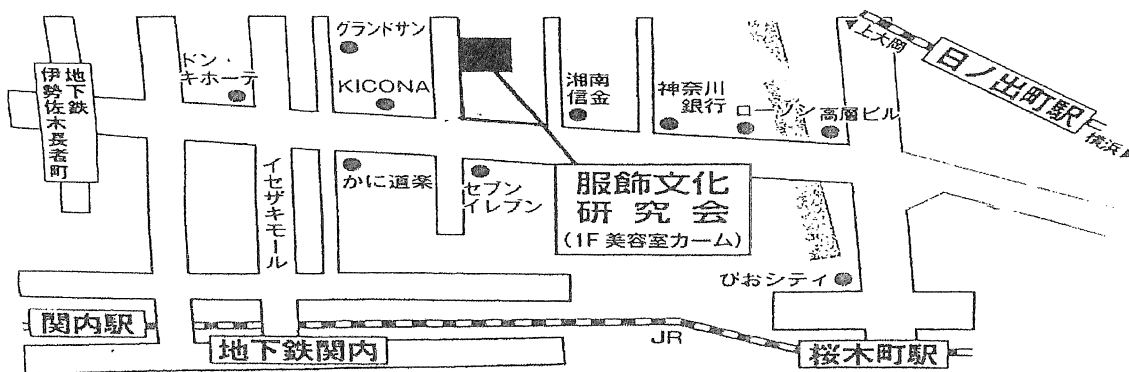 グランドサン
ドン・
キホーテ
KICONA
湘南
信金
神奈川
銀行
ローソン
高層ビル
上大岡
日ノ出町駅
横浜
地下鉄
伊勢佐木長者町
イセザキモール
かに道楽
セブン
イレブン
服飾文化
研究会
(1F 美容室カーム)
ぴおシティ
関内駅
地下鉄関内
JR
桜木町駅